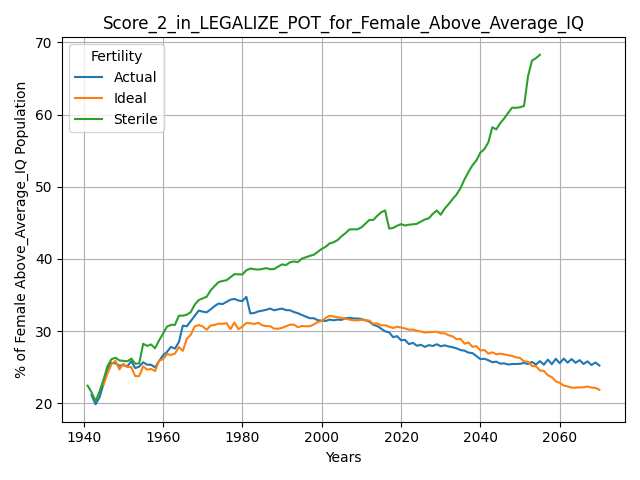 Score_2_in_LEGALIZE_POT_for_Female_Above_Average_IQ
% of Female Above_Average_IQ Population
70
60
50
40
30
20
Fertility
Actual
Ideal
Sterile
1940
1960
1980
2000
2020
2040
2060
Years